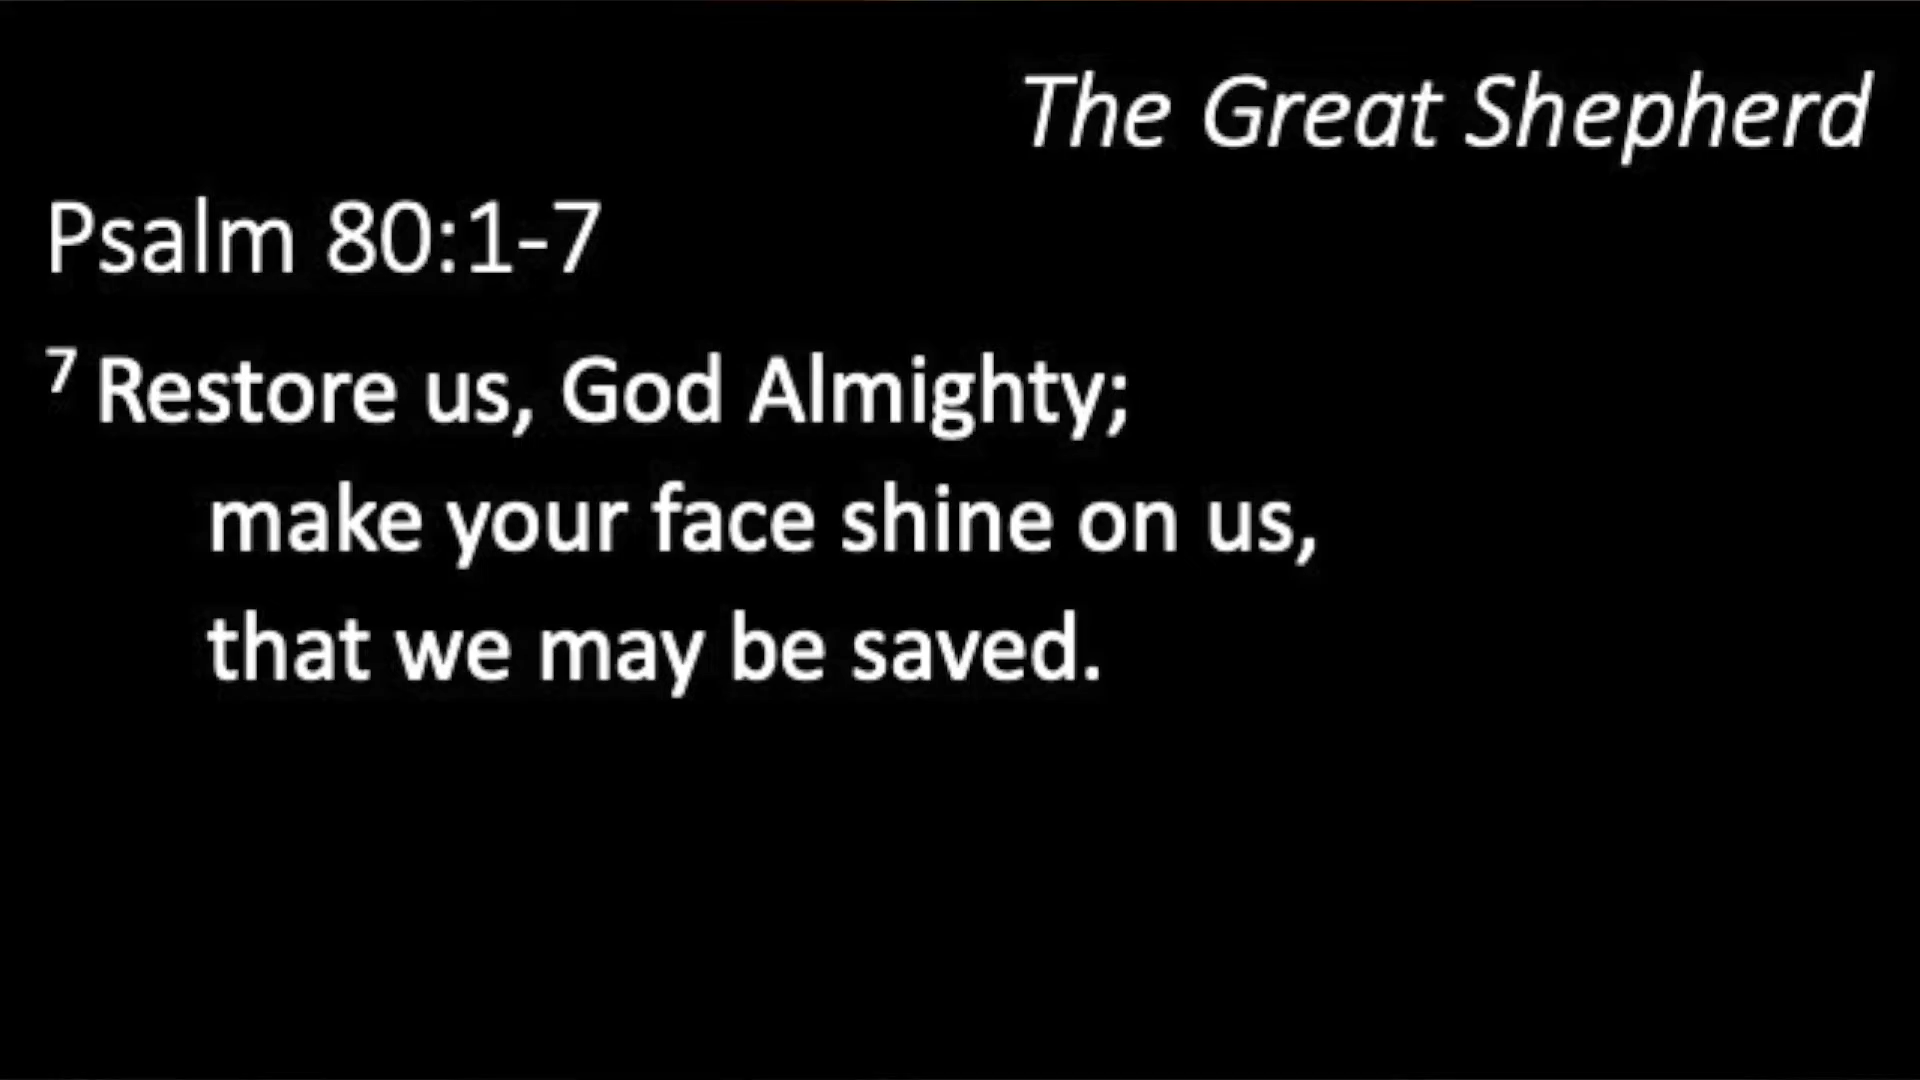 The Great Shepherd
Psalm 80:1-7
7 Restore us, God Almighty;
make your face shine on us,
that we may be saved.